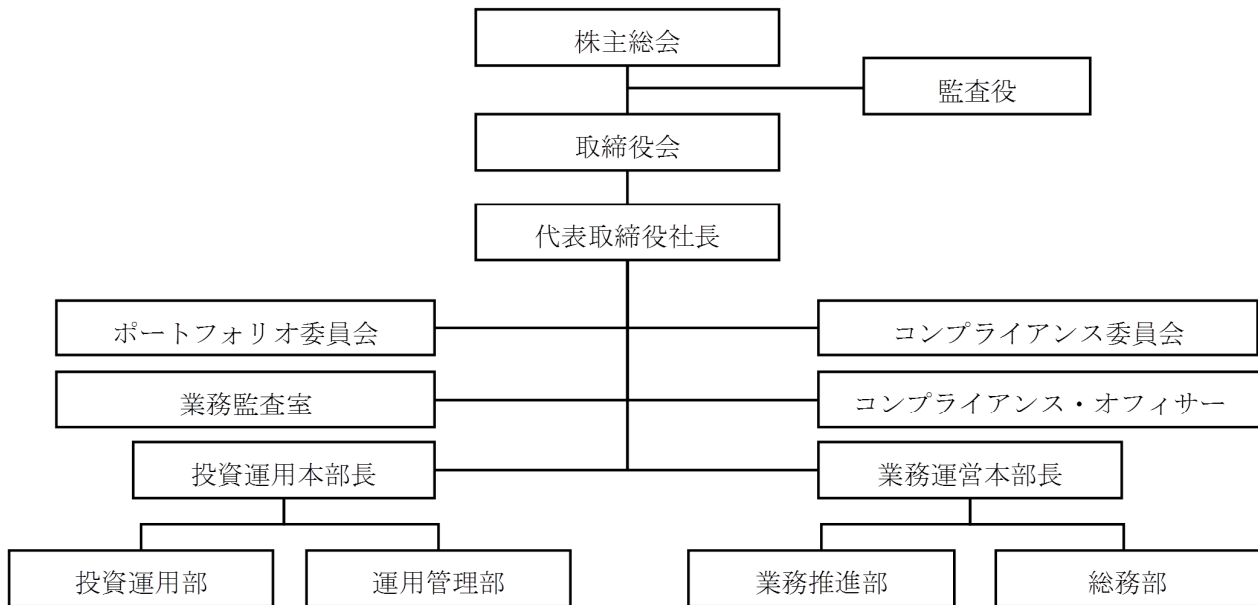 株主総会
監査役
取締役会
代表取締役社長
ポートフォリオ委員会
コンプライアンス委員会
業務監査室
コンプライアンス・オフィサー
投資運用本部長
業務運営本部長
投資運用部
運用管理部
業務推進部
総務部